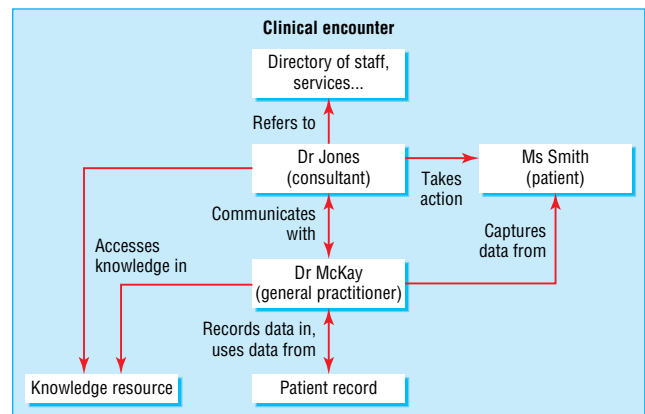 Clinical encounter
Directory of staff,
services...
Refers to
Dr Jones
(consultant)
Ms Smith
(patient)
Takes
action
Communicates
with
Captures
data from
Accesses
knowledge in
Dr McKay
(general practitioner)
Records data in,
uses data from
Knowledge resource
Patient record